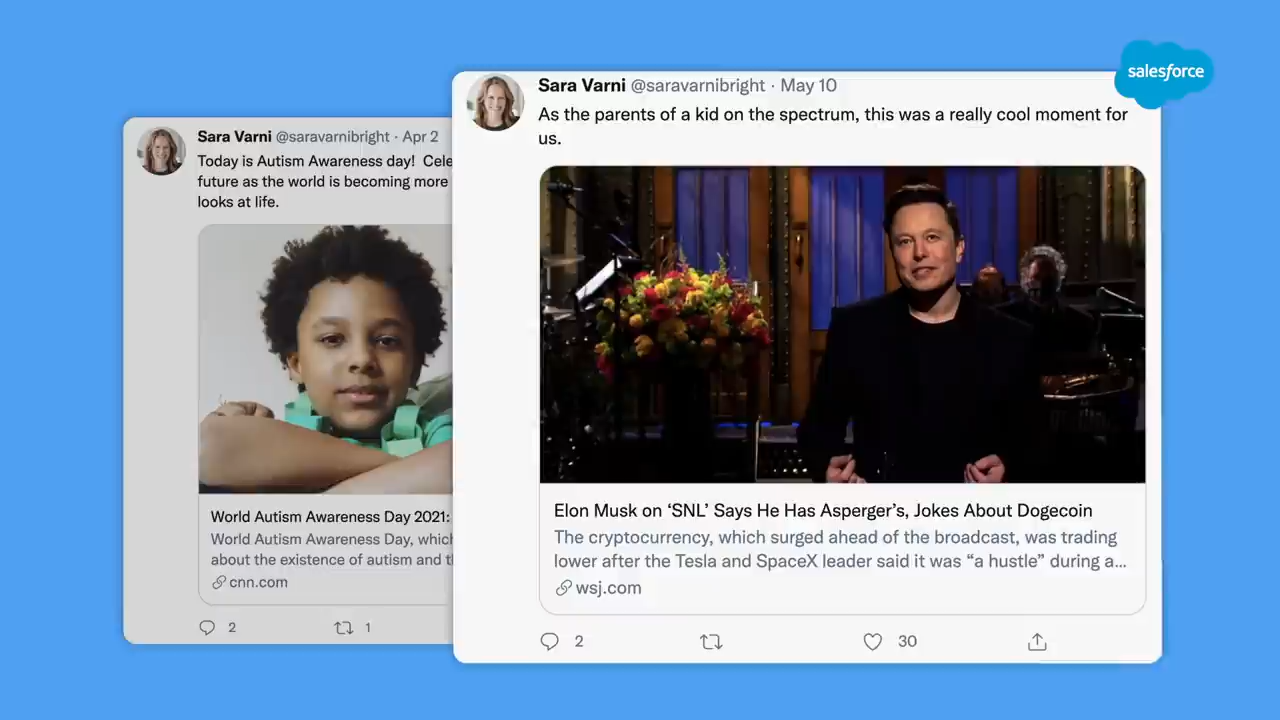 salesforce
Sara Varni @saravarnibright · Apr 2
Today is Autism Awareness day! Cele
future as the world is becoming more
looks at life.
World Autism Awareness Day 2021:
World Autism Awareness Day, whic
about the existence of autism and t
cnn.com
2
1
Sara Varni @saravarnibright · May 10
As the parents of a kid on the spectrum, this was a really cool moment for
us.
Elon Musk on ‘SNL’ Says He Has Asperger’s, Jokes About Dogecoin
The cryptocurrency, which surged ahead of the broadcast, was trading
lower after the Tesla and SpaceX leader said it was “a hustle” during a...
wsj.com
2
30